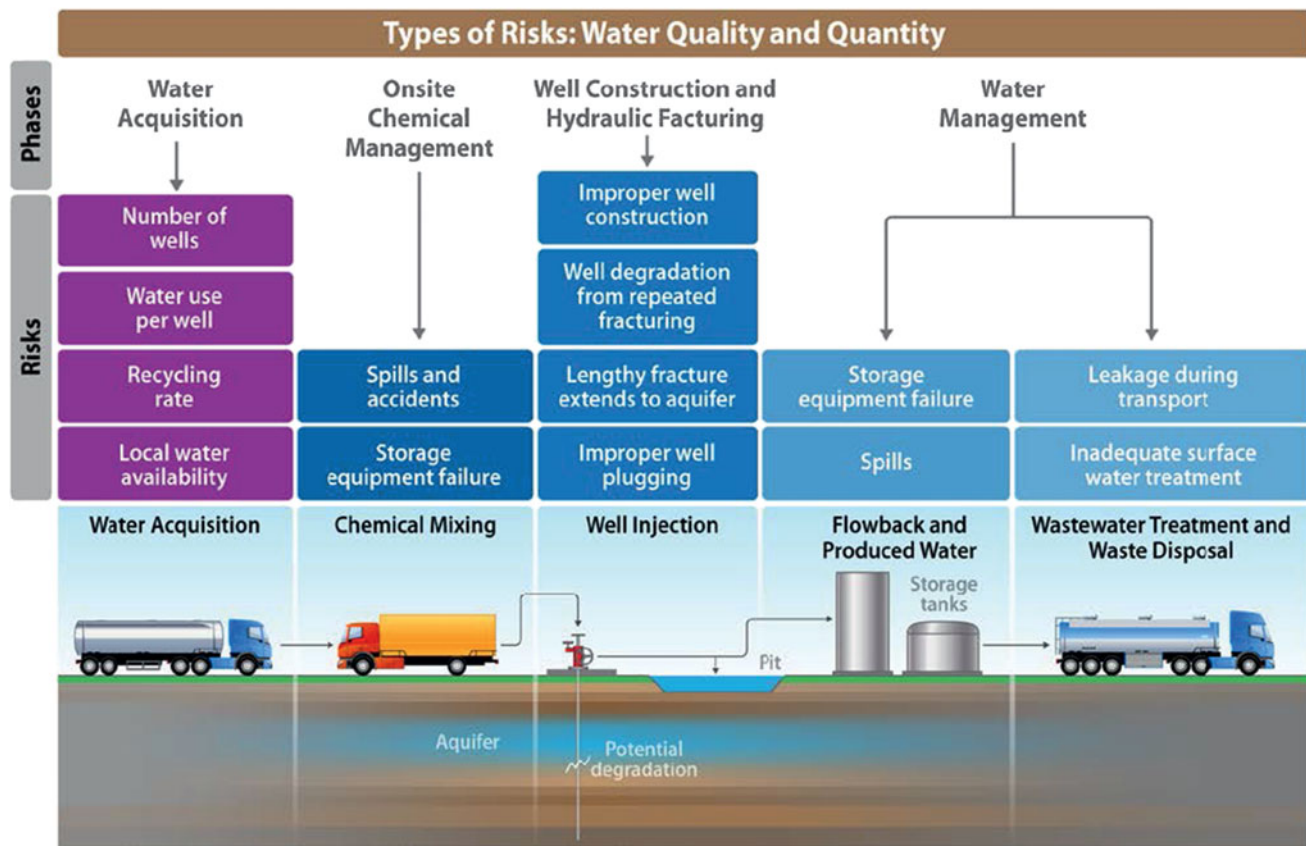 Types of Risks: Water Quality and Quantity
Phases
Water
Acquisition
Onsite
Chemical
Management
Well Construction and
Hydraulic Facturing
Water
Management
Risks
Number of
wells
Water use
per well
Recycling
rate
Local water
availability
Spills and
accidents
Storage
equipment failure
Improper well
construction
Well degradation
from repeated
fracturing
Lengthy fracture
extends to aquifer
Improper well
plugging
Storage
equipment failure
Spills
Leakage during
transport
Inadequate surface
water treatment
Water Acquisition
Chemical Mixing
Well Injection
Flowback and
Produced Water
Wastewater Treatment and
Waste Disposal
Storage
tanks
Pit
Aquifer
Potential
degradation